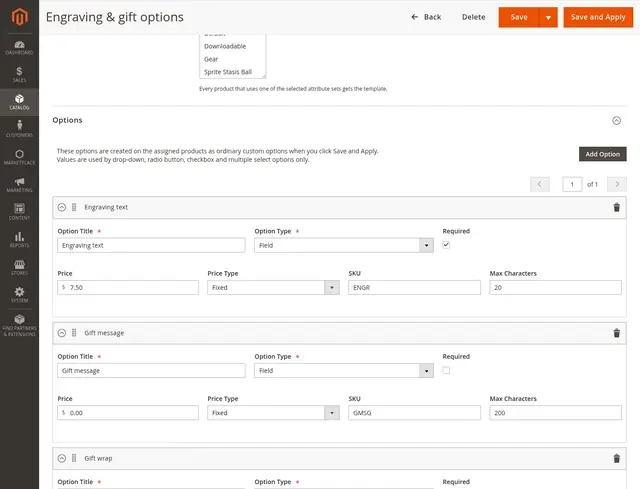 Engraving & gift options
Back
Delete
Save
Save and Apply
DASHBOARD
SALES
CATALOG
CUSTOMERS
MARKETPLACE
MARKETING
CONTENT
REPORTS
STORES
SYSTEM
FIND PARTNERS
& EXTENSIONS
Downloadable
Gear
Sprite Stasis Ball
Every product that uses one of the selected attribute sets gets the template.
Options
These options are created on the assigned products as ordinary custom options when you click Save and Apply.
Values are used by drop-down, radio button, checkbox and multiple select options only.
Add Option
1 of 1
Engraving text
Option Title * Option Type * Required
Engraving text Field
Price Price Type SKU Max Characters
$ 7.50 Fixed ENGR 20
Gift message
Option Title * Option Type * Required
Gift message Field
Price Price Type SKU Max Characters
$ 0.00 Fixed GMSG 200
Gift wrap
Option Title * Option Type * Required